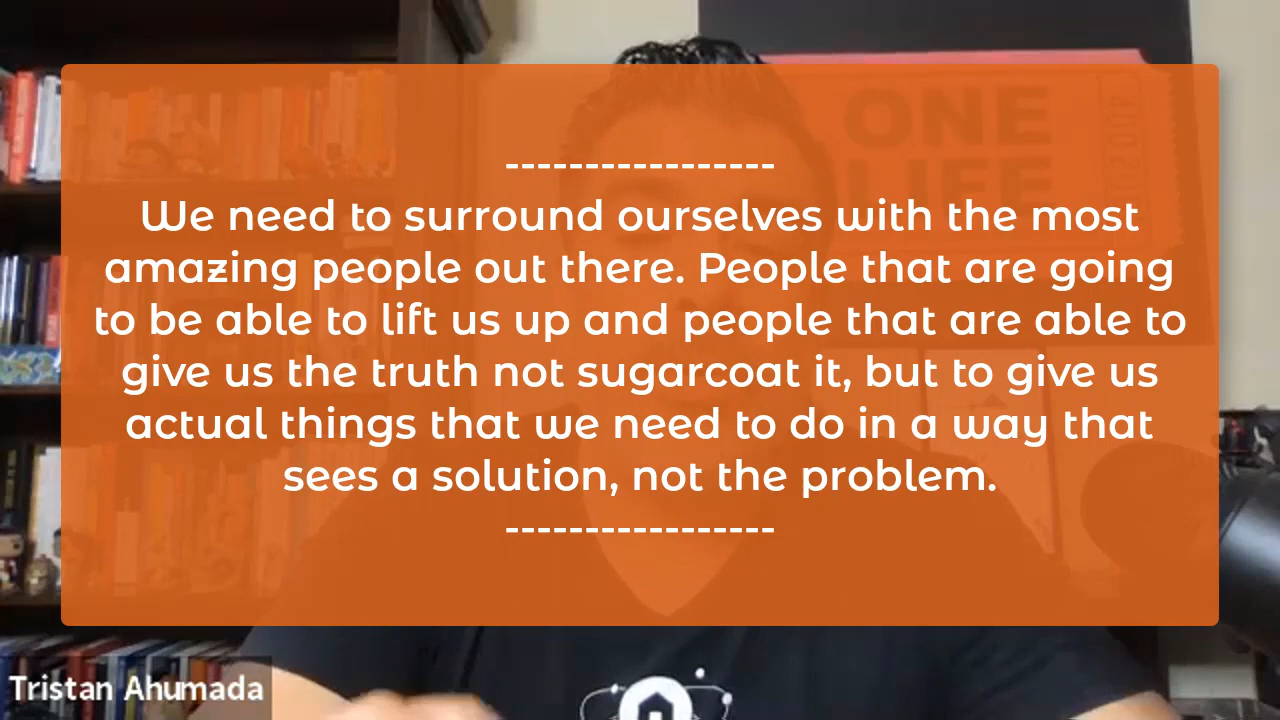 ONE
LIFE
-----------------
We need to surround ourselves with the most
amazing people out there. People that are going
to be able to lift us up and people that are able to
give us the truth not sugarcoat it, but to give us
actual things that we need to do in a way that
sees a solution, not the problem.
-----------------
Tristan Ahumada